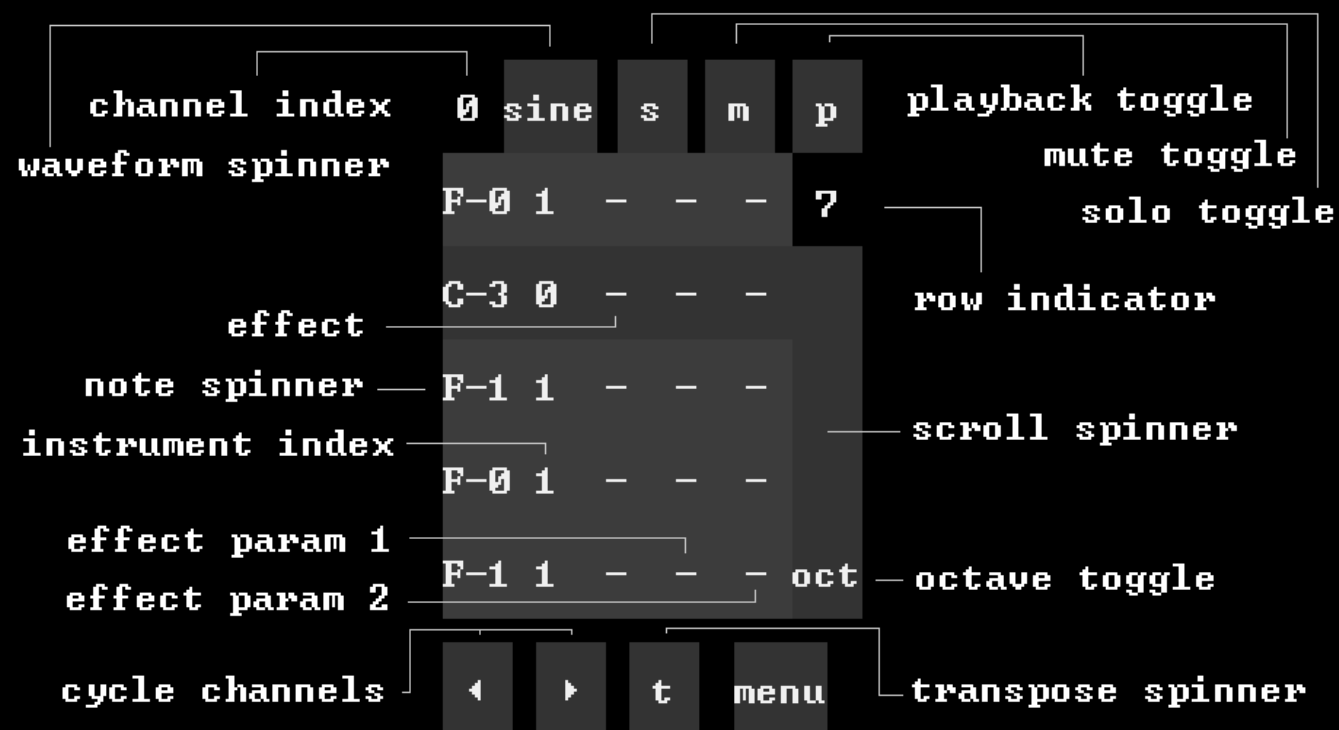 channel index
0 sine s m p
playback toggle
waveform spinner
mute toggle
F-0 1 - - - 7
solo toggle
C-3 0 - - -
row indicator
effect
note spinner
F-1 1 - - -
instrument index
scroll spinner
F-0 1 - - -
effect param 1
F-1 1 - - - oct
octave toggle
effect param 2
cycle channels
t menu
transpose spinner